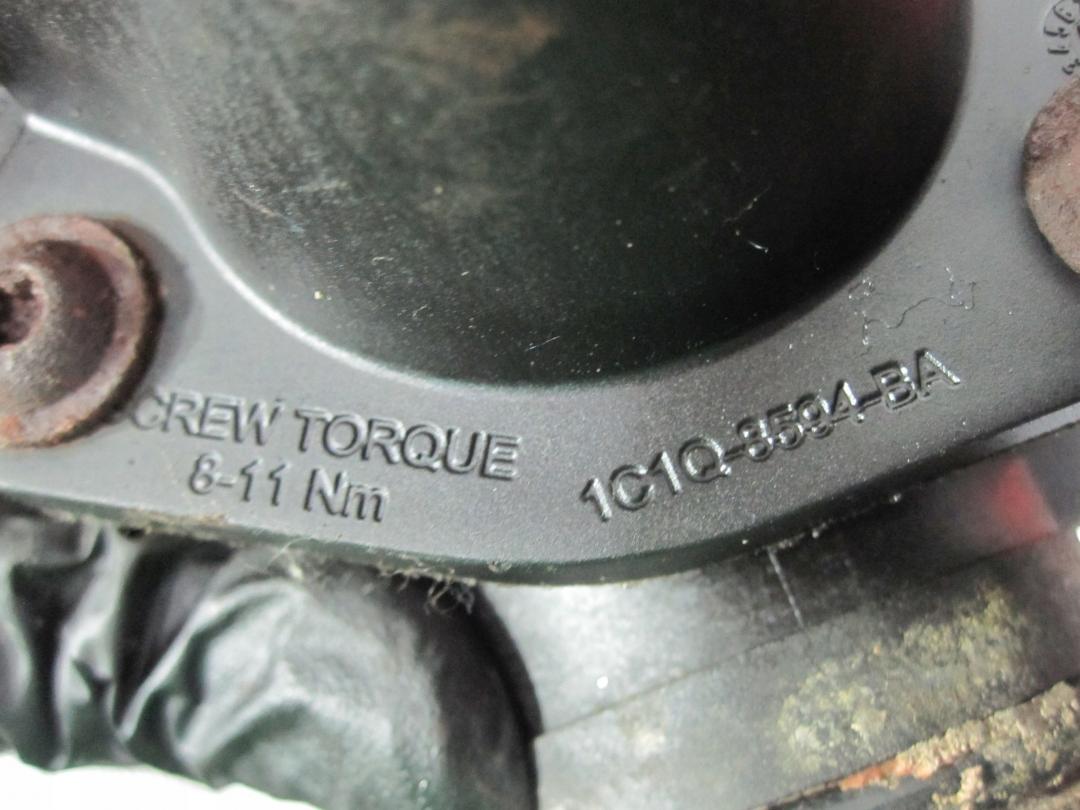 CREW TORQUE
8-11 Nm
1C1Q-8594-BA